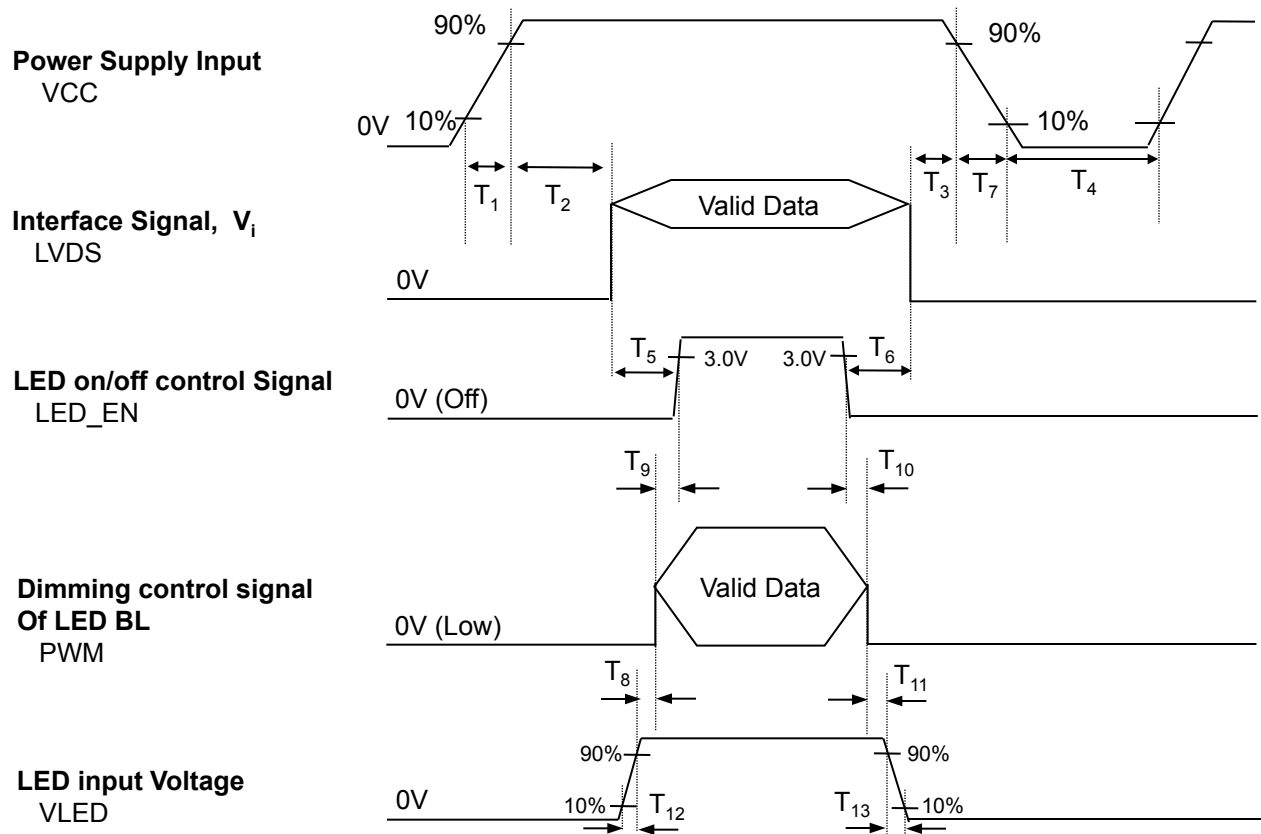 90%
90%
Power Supply Input
VCC
0V
10%
10%
T1
T2
T3
T7
T4
Interface Signal, Vi
LVDS
Valid Data
0V
T5
3.0V
3.0V
T6
LED on/off control Signal
LED_EN
0V (Off)
T9
T10
Dimming control signal
Of LED BL
PWM
Valid Data
0V (Low)
T8
T11
90%
90%
LED input Voltage
VLED
0V
10%
T12
T13
10%